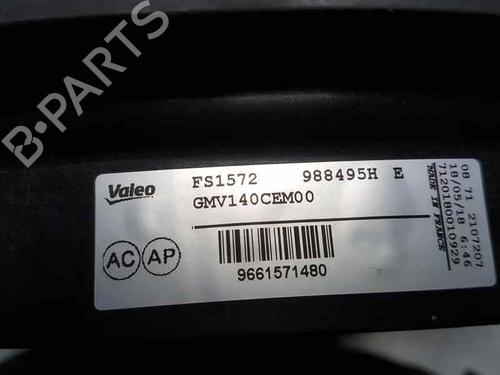 B-PARTS
Valeo
FS1572 988495H E
GMV140CEM00
AC AP
9661571480
08 71 2107207
18/05/18 6:46
MADE IN FRANCE
7120180010929